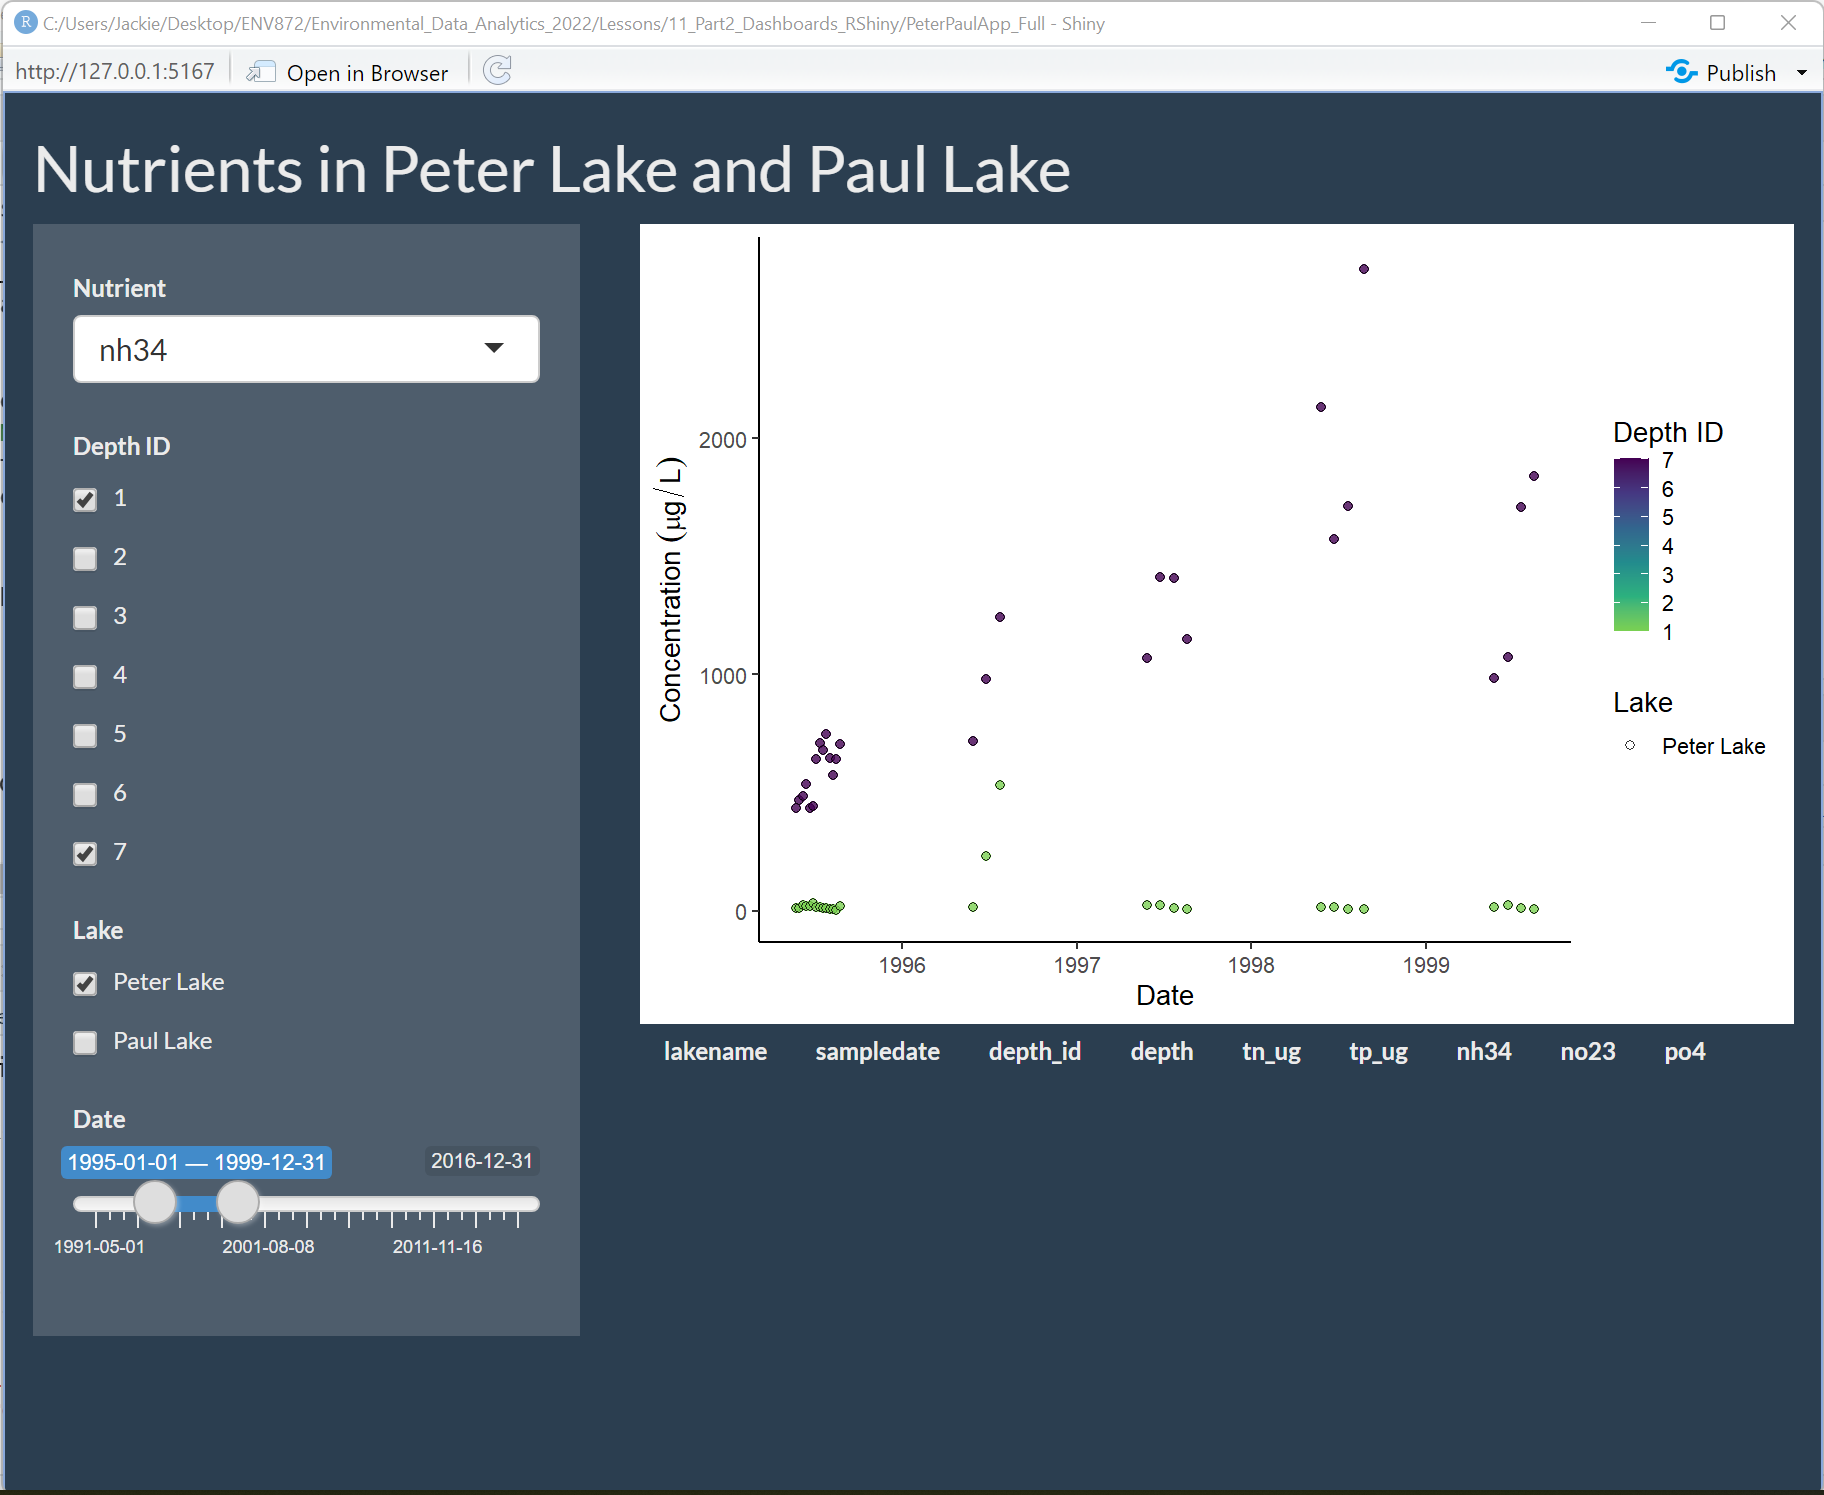 C:/Users/Jackie/Desktop/ENV872/Environmental_Data_Analytics_2022/Lessons/11_Part2_Dashboards_RShiny/PeterPaulApp_Full - Shiny
http://127.0.0.1:5167 Open in Browser Publish
Nutrients in Peter Lake and Paul Lake
Nutrient
nh34
Depth ID
1
2
3
4
5
6
7
Lake
Peter Lake
Paul Lake
Date
1995-01-01 — 1999-12-31 2016-12-31
1991-05-01 2001-08-08 2011-11-16
Concentration (μg/L)
2000
1000
0
1996 1997 1998 1999
Date
Depth ID
7
6
5
4
3
2
1
Lake
Peter Lake
lakename sampledate depth_id depth tn_ug tp_ug nh34 no23 po4